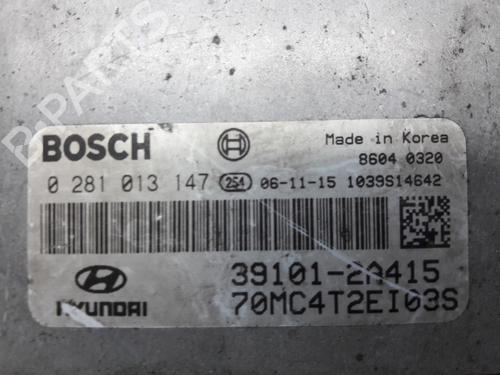 B-PARTS
BOSCH
Made in Korea
8604 0320
0 281 013 147 254 06-11-15 1039S14642
39101-2A415
HYUNDAI 70MC4T2EI03S